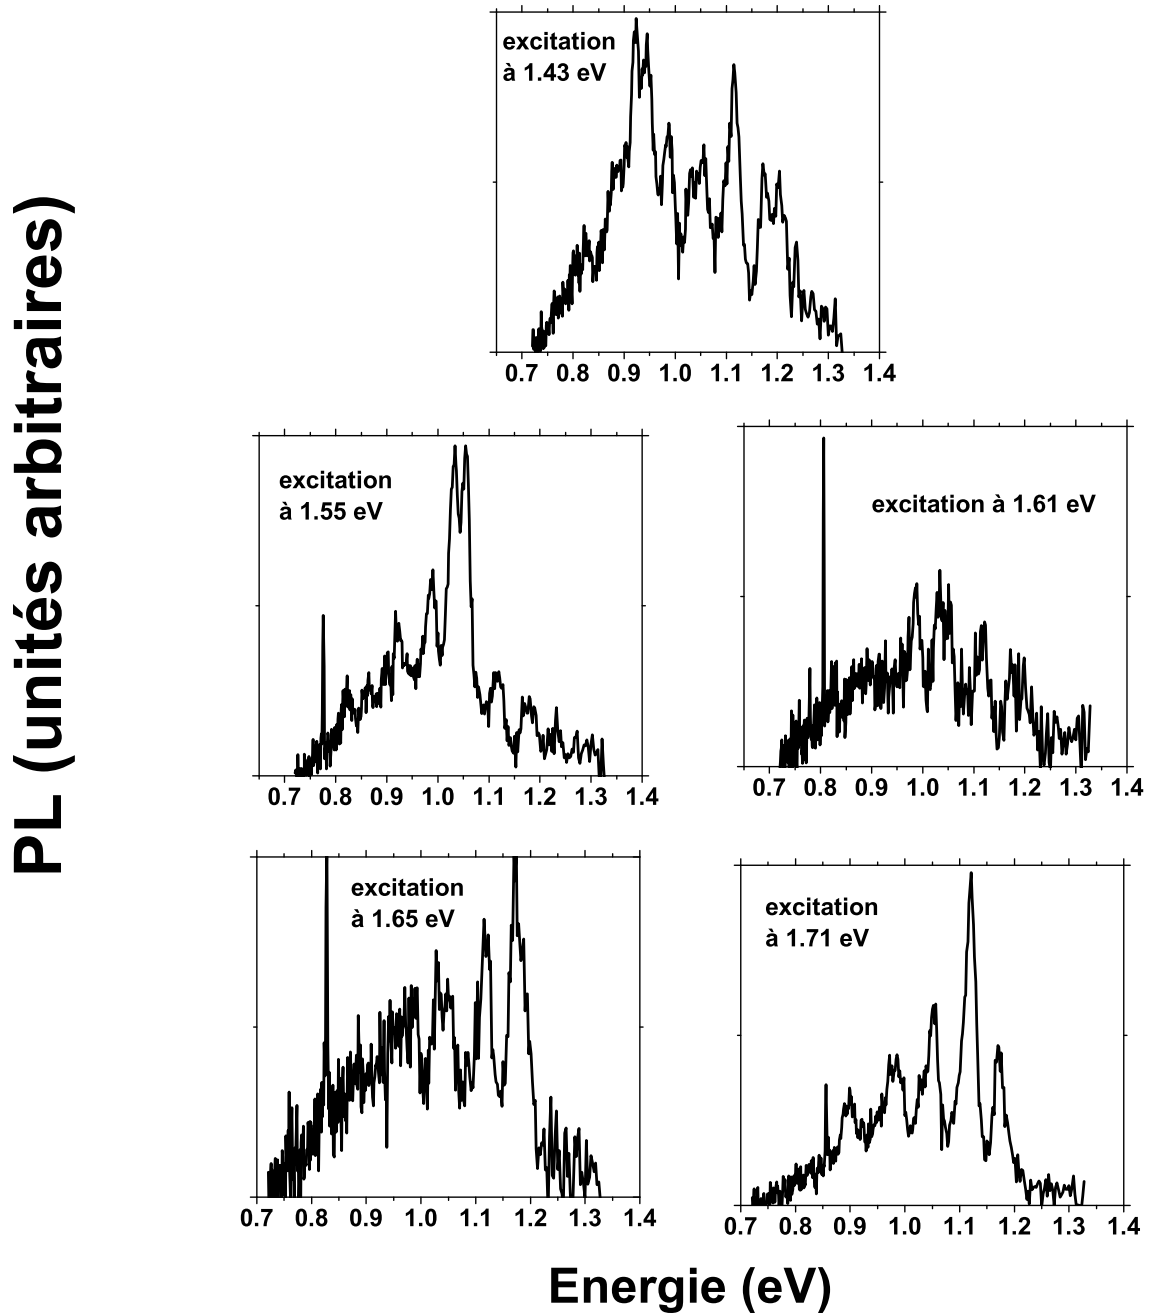 excitation
à 1.43 eV
0.7 0.8 0.9 1.0 1.1 1.2 1.3 1.4
PL (unités arbitraires)
excitation
à 1.55 eV
0.7 0.8 0.9 1.0 1.1 1.2 1.3 1.4
excitation à 1.61 eV
0.7 0.8 0.9 1.0 1.1 1.2 1.3 1.4
excitation
à 1.65 eV
0.7 0.8 0.9 1.0 1.1 1.2 1.3 1.4
excitation
à 1.71 eV
0.7 0.8 0.9 1.0 1.1 1.2 1.3 1.4
Energie (eV)